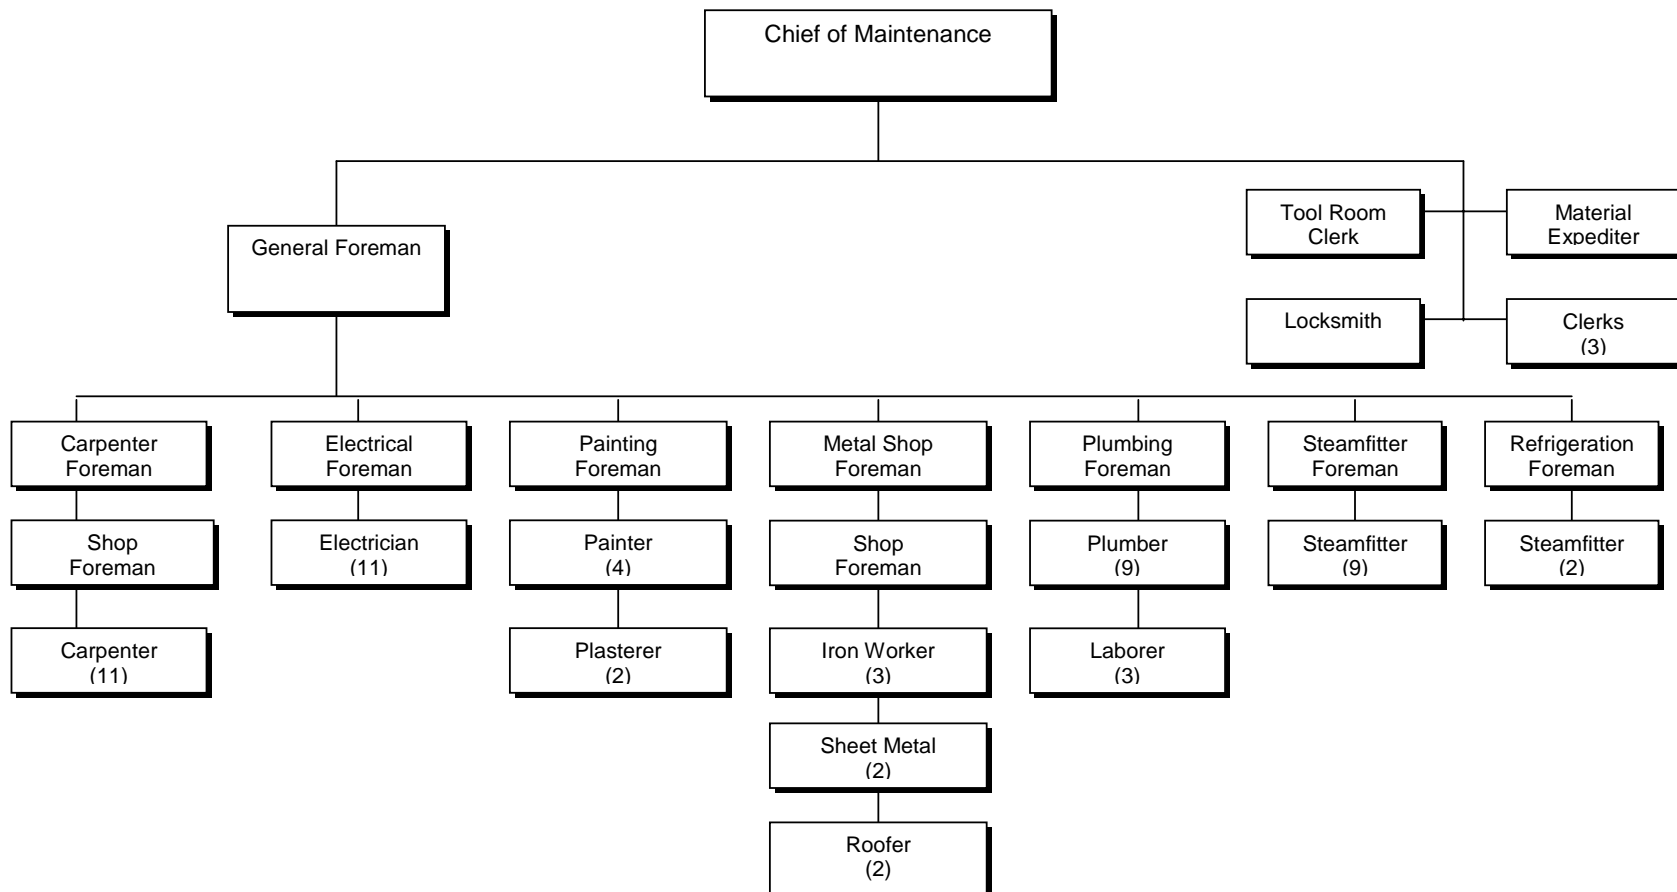 Chief of Maintenance
General Foreman
Tool Room
Clerk
Material
Expediter
Locksmith
Clerks
(3)
Carpenter
Foreman
Electrical
Foreman
Painting
Foreman
Metal Shop
Foreman
Plumbing
Foreman
Steamfitter
Foreman
Refrigeration
Foreman
Shop
Foreman
Electrician
(11)
Painter
(4)
Shop
Foreman
Plumber
(9)
Steamfitter
(9)
Steamfitter
(2)
Carpenter
(11)
Plasterer
(2)
Iron Worker
(3)
Laborer
(3)
Sheet Metal
(2)
Roofer
(2)